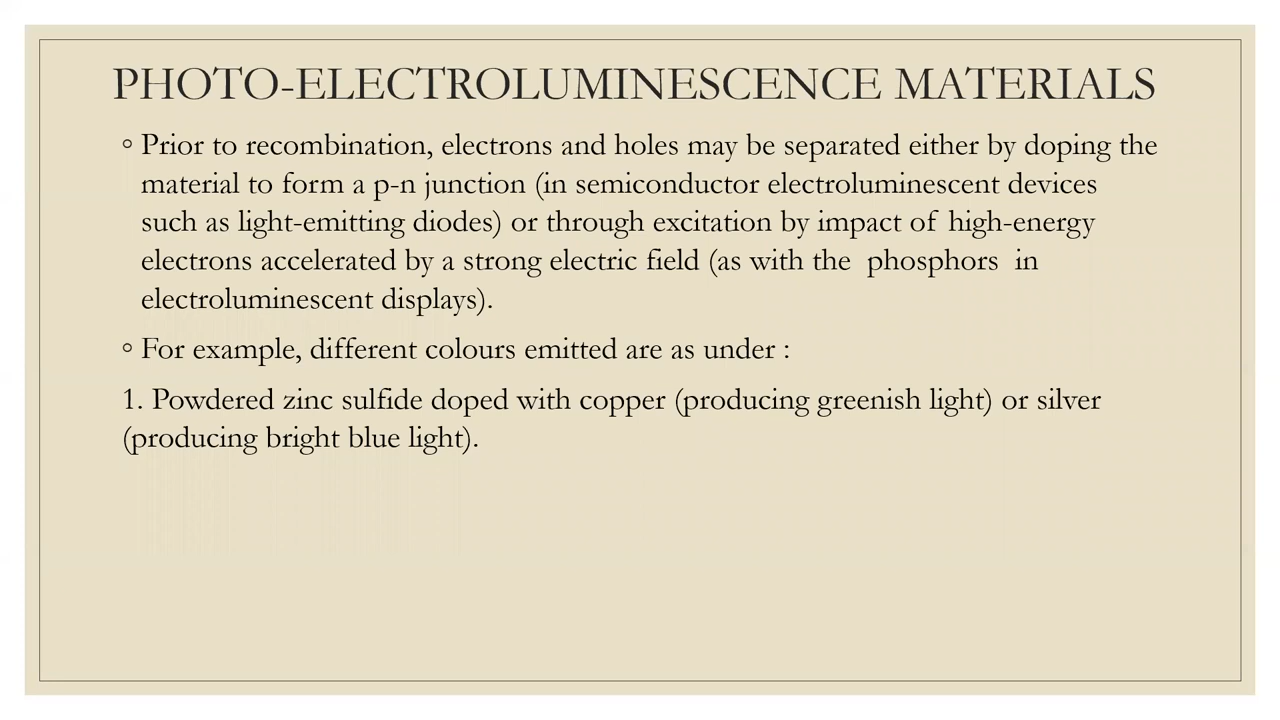 PHOTO-ELECTROLUMINESCENCE MATERIALS
◦ Prior to recombination, electrons and holes may be separated either by doping the
material to form a p-n junction (in semiconductor electroluminescent devices
such as light-emitting diodes) or through excitation by impact of high-energy
electrons accelerated by a strong electric field (as with the phosphors in
electroluminescent displays).
◦ For example, different colours emitted are as under :
1. Powdered zinc sulfide doped with copper (producing greenish light) or silver
(producing bright blue light).